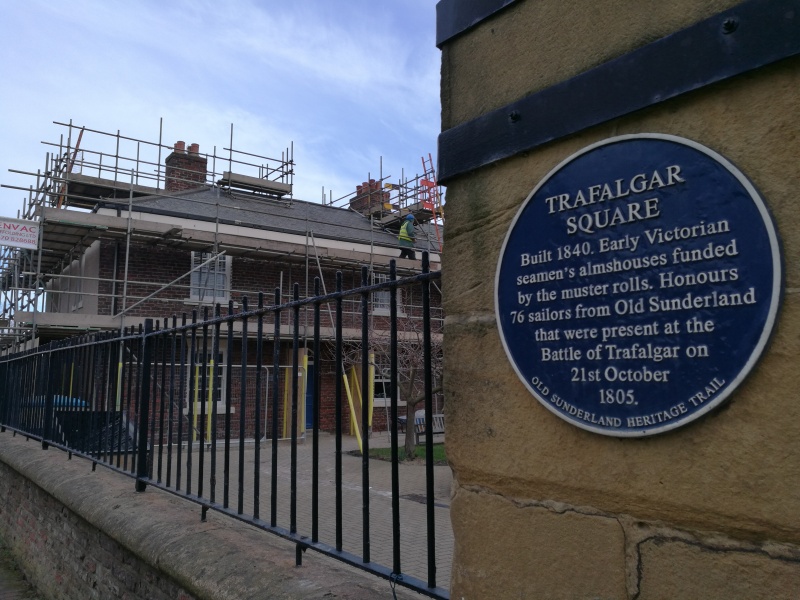 TRAFALGAR
SQUARE
Built 1840. Early Victorian
seamen's almshouses funded
by the muster rolls. Honours
76 sailors from Old Sunderland
that were present at the
Battle of Trafalgar on
21st October
1805.
OLD SUNDERLAND HERITAGE TRAIL